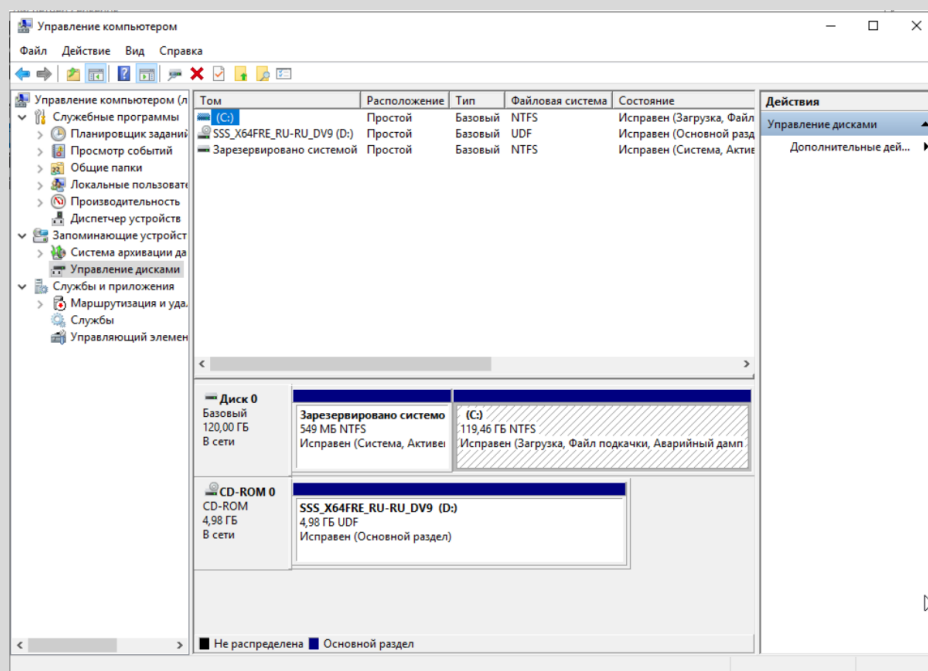 Управление компьютером
Файл Действие Вид Справка
Управление компьютером (л
Служебные программы
Планировщик заданий
Просмотр событий
Общие папки
Локальные пользовате
Производительность
Диспетчер устройств
Запоминающие устройст
Система архивации да
Управление дисками
Службы и приложения
Маршрутизация и уда.
Службы
Управляющий элемен
Том Расположение Тип Файловая система Состояние
(C:) Простой Базовый NTFS Исправен (Загрузка, Файл
SSS_X64FRE_RU-RU_DV9 (D:) Простой Базовый UDF Исправен (Основной разд
Зарезервировано системой Простой Базовый NTFS Исправен (Система, Актив
Диск 0
Базовый
120,00 ГБ
В сети
Зарезервировано системо
549 МБ NTFS
Исправен (Система, Активе
(C:)
119,46 ГБ NTFS
Исправен (Загрузка, Файл подкачки, Аварийный дамп
CD-ROM 0
CD-ROM
4,98 ГБ
В сети
SSS_X64FRE_RU-RU_DV9 (D:)
4,98 ГБ UDF
Исправен (Основной раздел)
Не распределена Основной раздел
Действия
Управление дисками
Дополнительные дей...